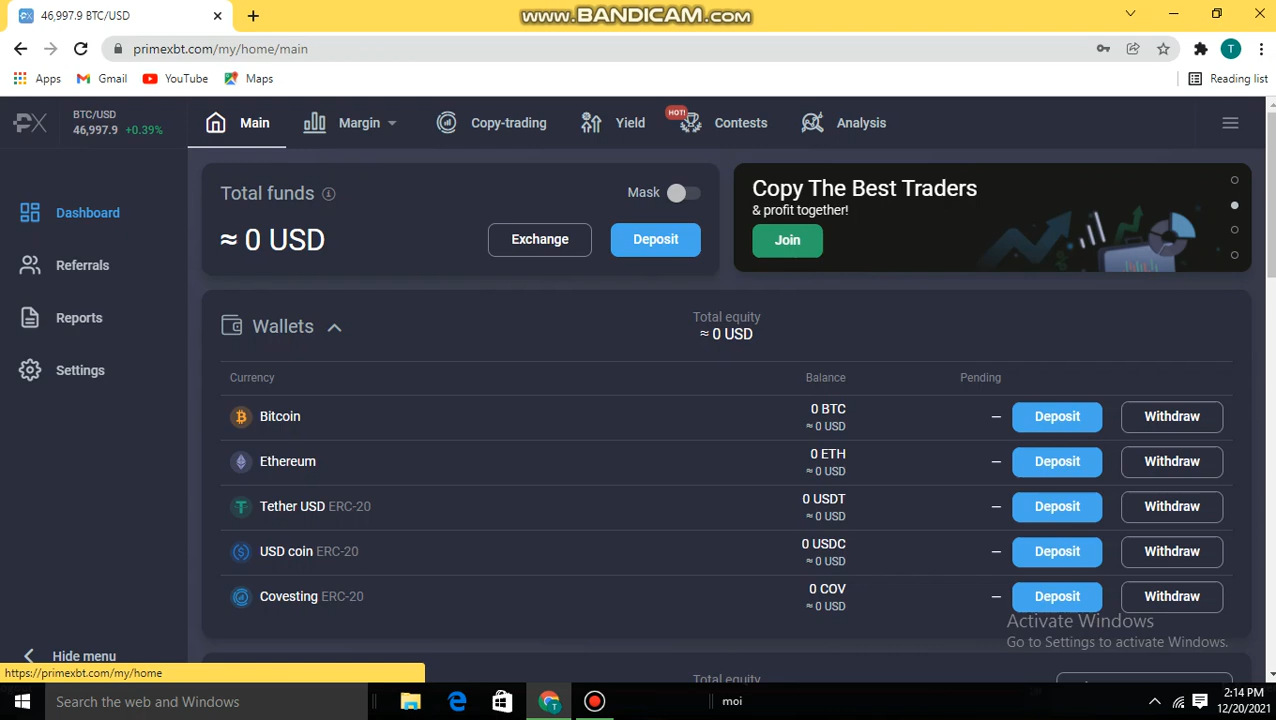 46,997.9 BTC/USD
WWW.BANDICAM.COM
primexbt.com/my/home/main
Apps Gmail YouTube Maps Reading list
T
PX
BTC/USD
46,997.9 +0.39%
Main Margin Copy-trading Yield HOT! Contests Analysis
Dashboard
Referrals
Reports
Settings
Hide menu
Total funds
Mask
≈ 0 USD
Exchange Deposit
Copy The Best Traders
& profit together!
Join
Wallets
Total equity
≈ 0 USD
Currency Balance Pending
Bitcoin 0 BTC – Deposit Withdraw
≈ 0 USD
Ethereum 0 ETH – Deposit Withdraw
≈ 0 USD
Tether USD ERC-20 0 USDT – Deposit Withdraw
≈ 0 USD
USD coin ERC-20 0 USDC – Deposit Withdraw
≈ 0 USD
Covesting ERC-20 0 COV – Deposit Withdraw
≈ 0 USD
Activate Windows
Go to Settings to activate Windows.
Total equity
https://primexbt.com/my/home
Search the web and Windows
moi
2:14 PM
12/20/2021